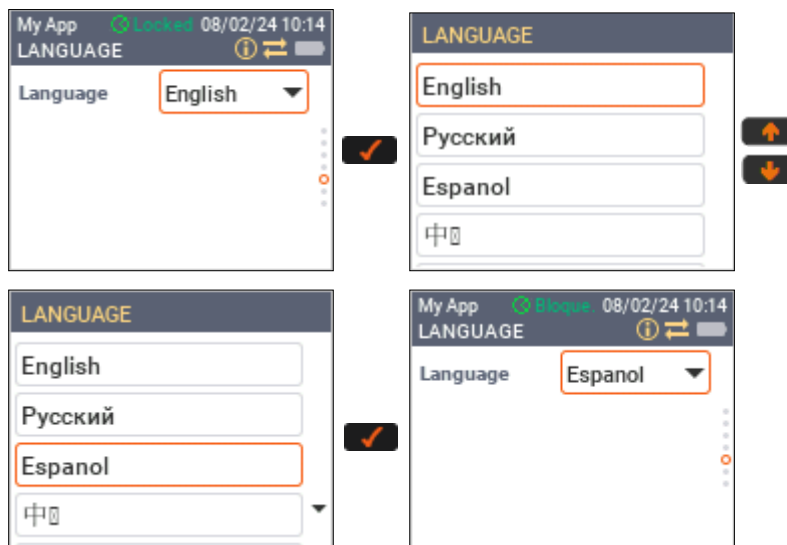 My App Locked 08/02/24 10:14
LANGUAGE
Language English
LANGUAGE
English
Русский
Espanol
中
LANGUAGE
English
Русский
Espanol
中
My App Bloque. 08/02/24 10:14
LANGUAGE
Language Espanol